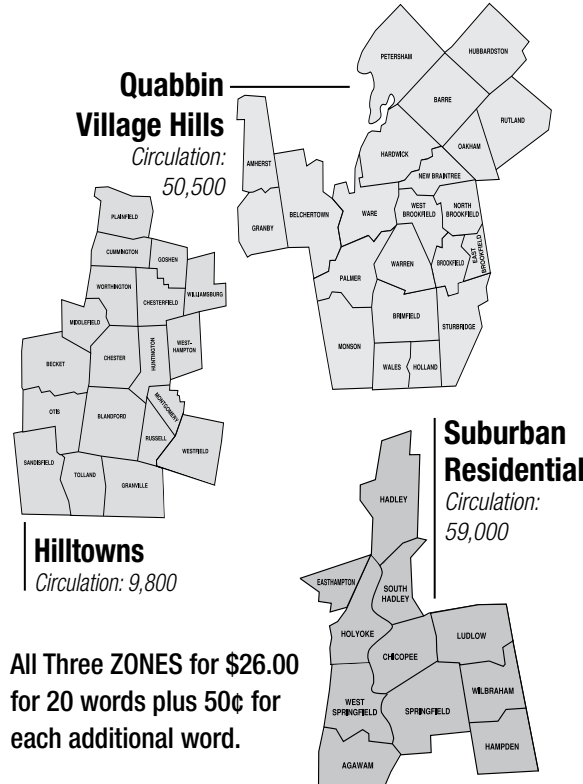 Quabbin
Village Hills
Circulation:
50,500
PETERSHAM
HUBBARDSTON
BARRE
RUTLAND
HARDWICK
OAKHAM
NEW BRAINTREE
AMHERST
BELCHERTOWN
GRANBY
WARE
WEST
BROOKFIELD
NORTH
BROOKFIELD
WARREN
BROOKFIELD
EAST
BROOKFIELD
PALMER
BRIMFIELD
STURBRIDGE
MONSON
WALES
HOLLAND
PLAINFIELD
CUMMINGTON
GOSHEN
WORTHINGTON
CHESTERFIELD
WILLIAMSBURG
MIDDLEFIELD
CHESTER
HUNTINGTON
WEST-
HAMPTON
BECKET
OTIS
BLANDFORD
MONTGOMERY
RUSSELL
WESTFIELD
SANDISFIELD
TOLLAND
GRANVILLE
Hilltowns
Circulation: 9,800
Suburban
Residential
Circulation:
59,000
HADLEY
EASTHAMPTON
SOUTH
HADLEY
HOLYOKE
CHICOPEE
LUDLOW
WEST
SPRINGFIELD
SPRINGFIELD
WILBRAHAM
HAMPDEN
AGAWAM
All Three ZONES for $26.00
for 20 words plus 50¢ for
each additional word.